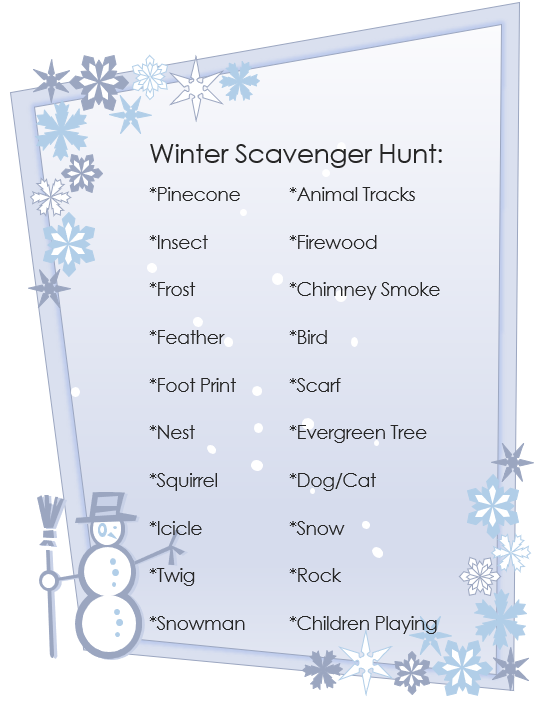 Winter Scavenger Hunt:
*Pinecone *Animal Tracks
*Insect *Firewood
*Frost *Chimney Smoke
*Feather *Bird
*Foot Print *Scarf
*Nest *Evergreen Tree
*Squirrel *Dog/Cat
*Icicle *Snow
*Twig *Rock
*Snowman *Children Playing